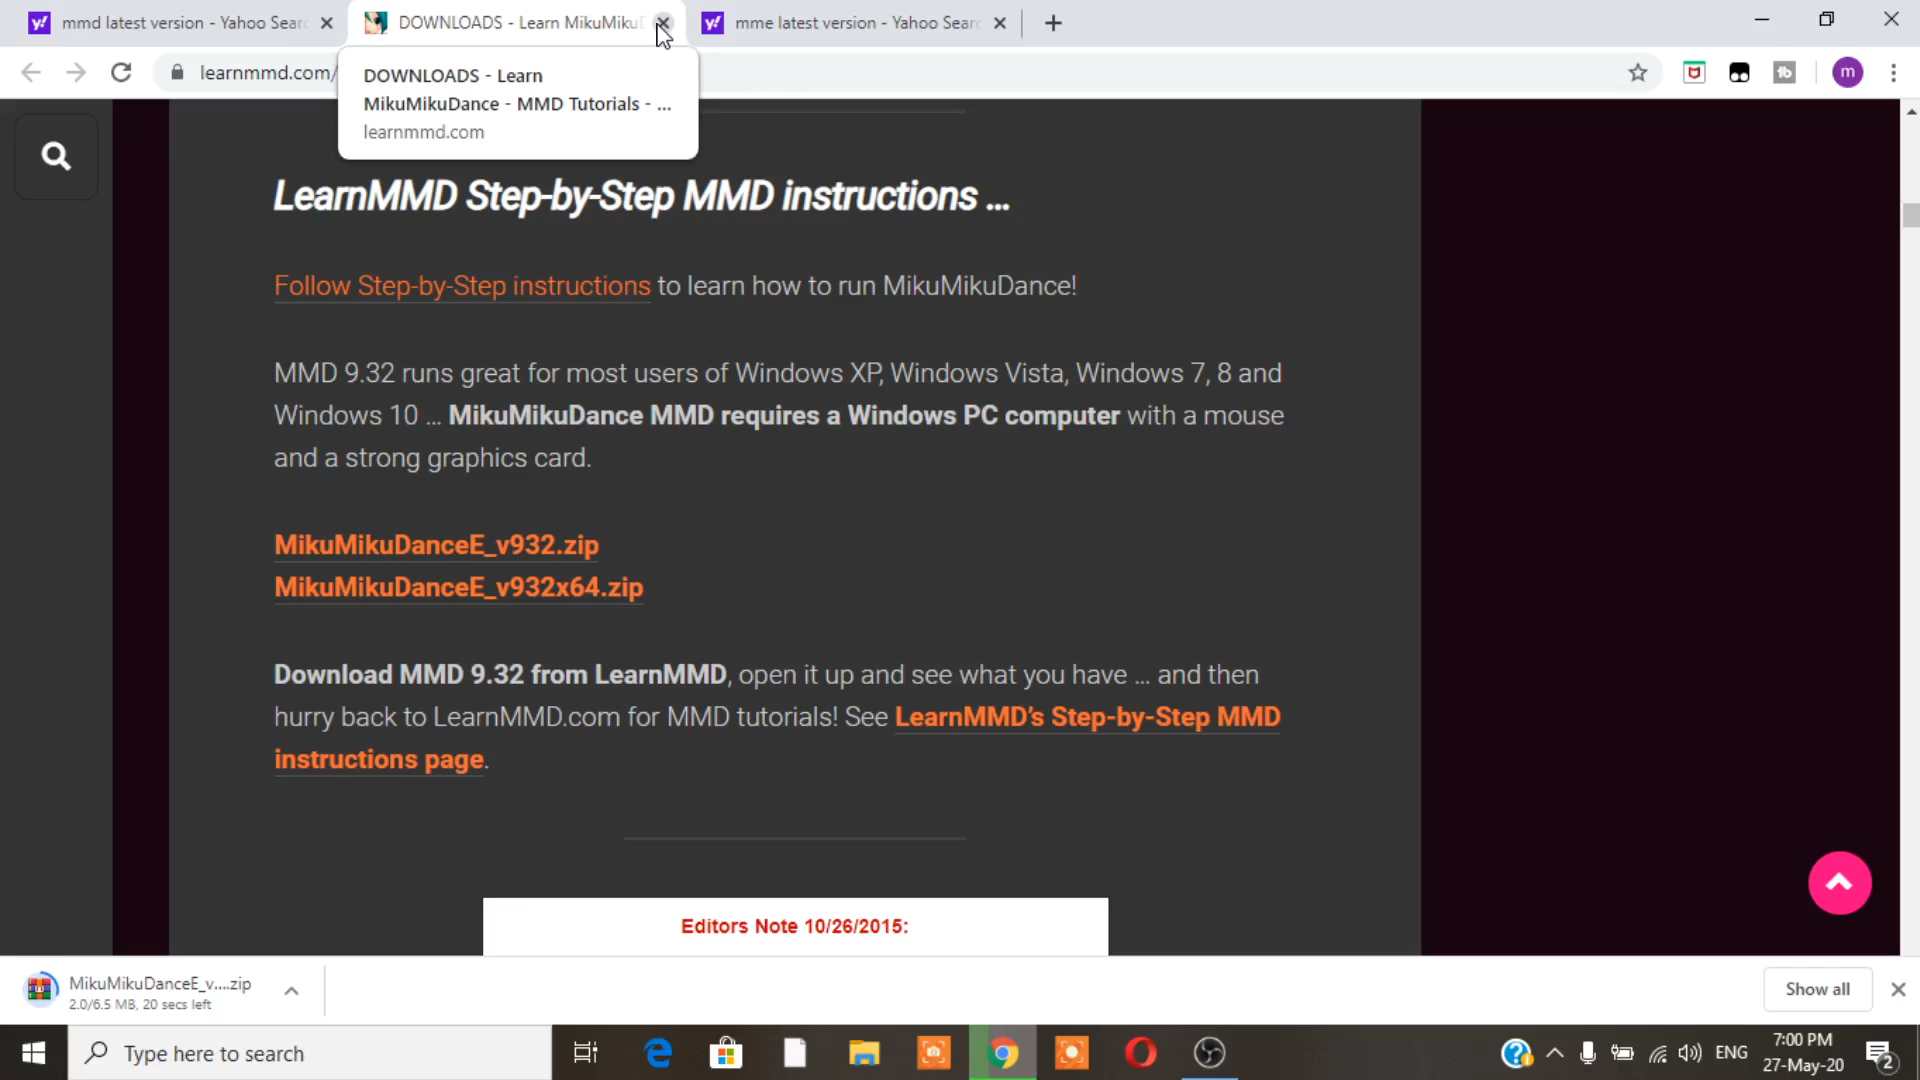 mmd latest version - Yahoo Sear
DOWNLOADS - Learn MikuMiku
mme latest version - Yahoo Searc
learnmmd.com/
DOWNLOADS - Learn
MikuMikuDance - MMD Tutorials - ...
learnmmd.com
m
LearnMMD Step-by-Step MMD instructions ...
Follow Step-by-Step instructions to learn how to run MikuMikuDance!
MMD 9.32 runs great for most users of Windows XP, Windows Vista, Windows 7, 8 and
Windows 10 ... MikuMikuDance MMD requires a Windows PC computer with a mouse
and a strong graphics card.
MikuMikuDanceE_v932.zip
MikuMikuDanceE_v932x64.zip
Download MMD 9.32 from LearnMMD, open it up and see what you have ... and then
hurry back to LearnMMD.com for MMD tutorials! See LearnMMD's Step-by-Step MMD
instructions page.
Editors Note 10/26/2015:
MikuMikuDanceE_v....zip
2.0/6.5 MB, 20 secs left
Show all
Type here to search
ENG
7:00 PM
27-May-20
2